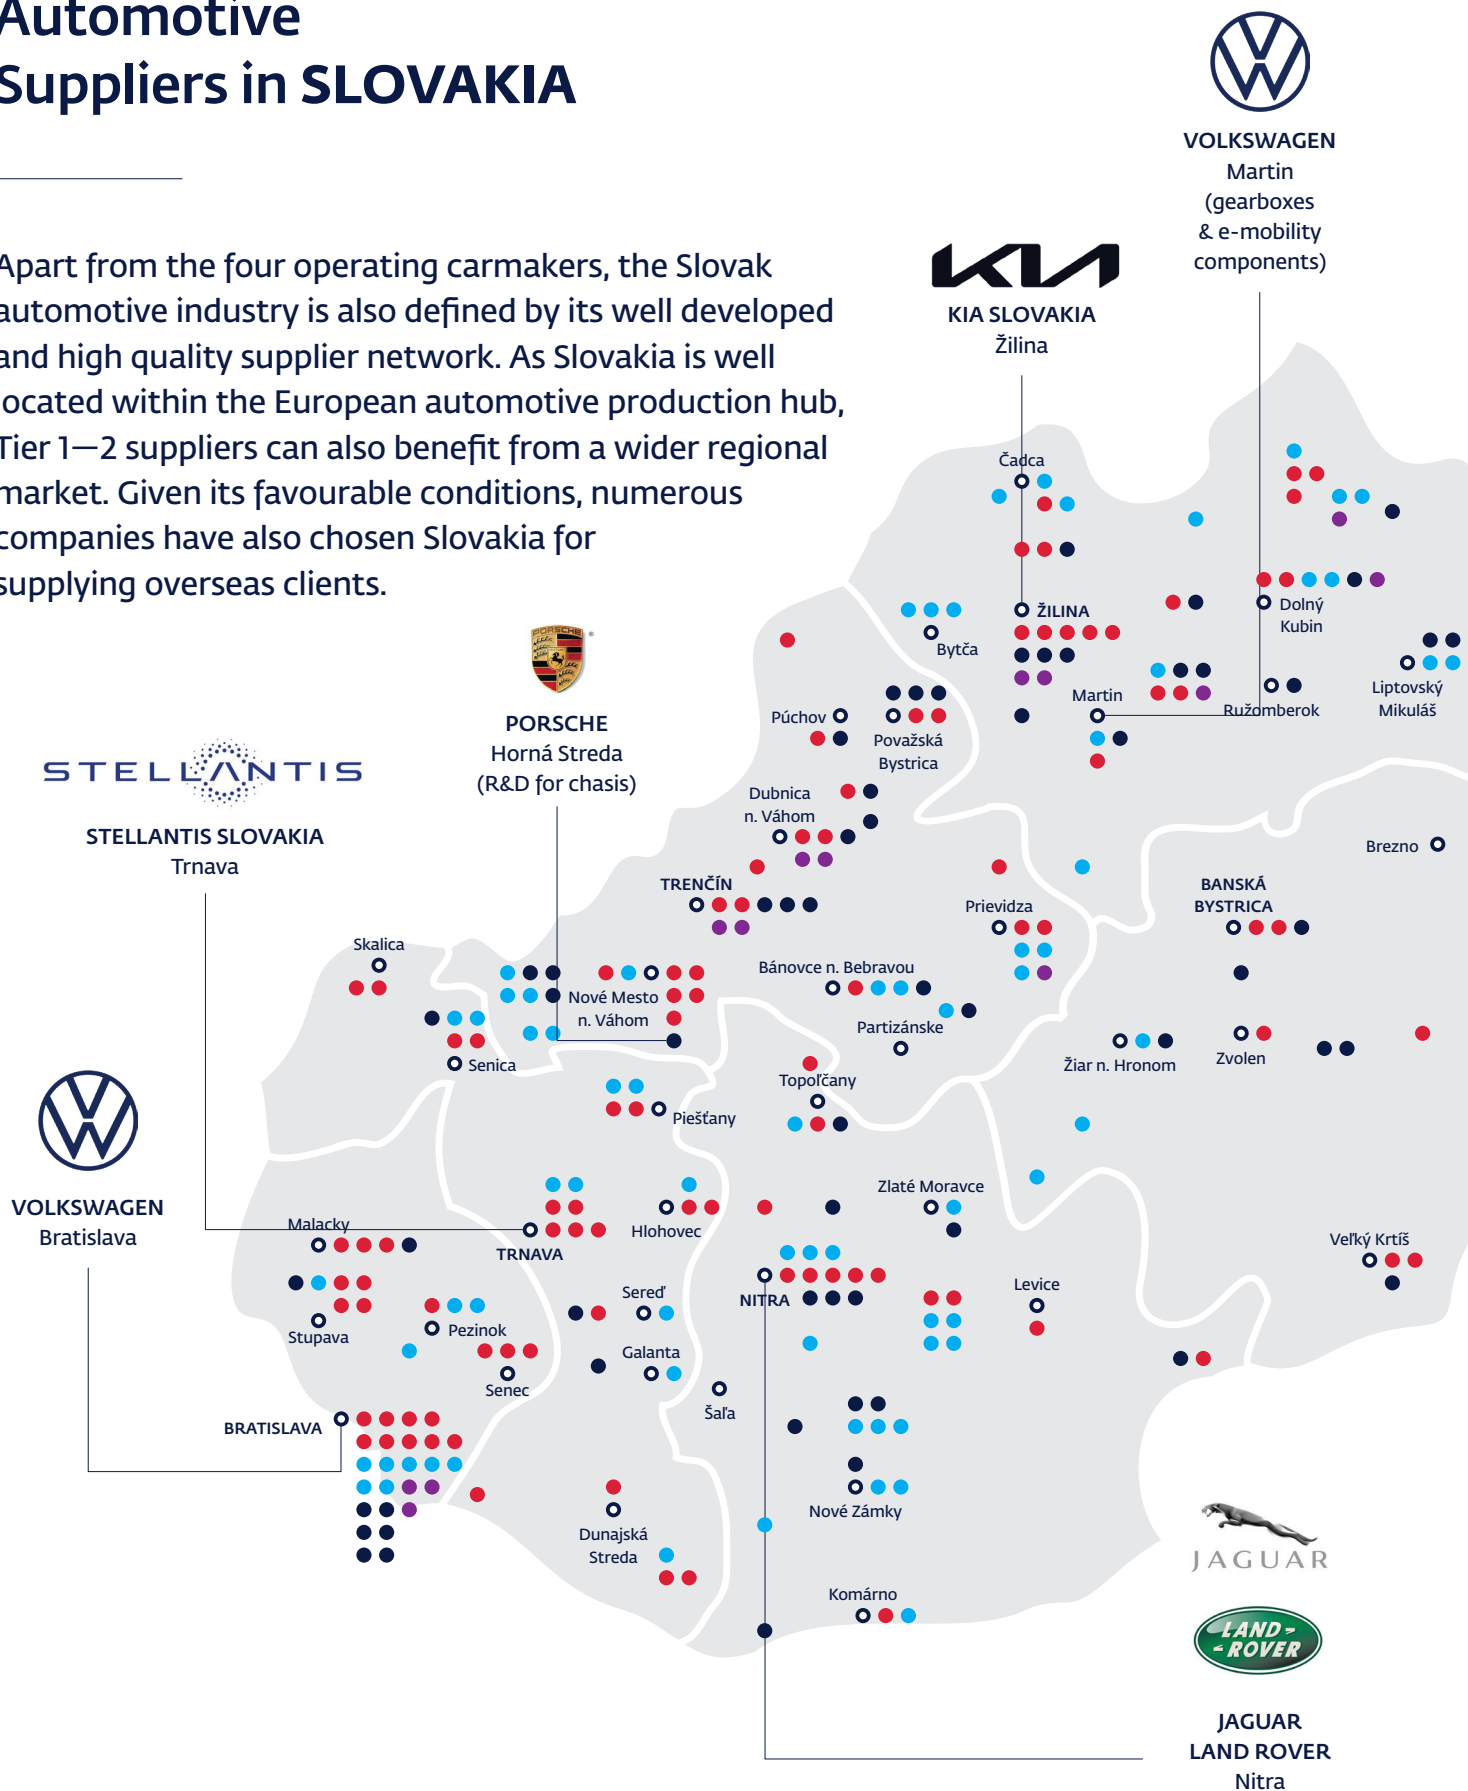 Automotive
Suppliers in SLOVAKIA
Apart from the four operating carmakers, the Slovak
automotive industry is also defined by its well developed
and high quality supplier network. As Slovakia is well
located within the European automotive production hub,
Tier 1—2 suppliers can also benefit from a wider regional
market. Given its favourable conditions, numerous
companies have also chosen Slovakia for
supplying overseas clients.
VOLKSWAGEN
Martin
(gearboxes
& e-mobility
components)
KIA
KIA SLOVAKIA
Žilina
PORSCHE
PORSCHE
Horná Streda
(R&D for chasis)
STELLANTIS
STELLANTIS SLOVAKIA
Trnava
VOLKSWAGEN
Bratislava
Čadca
ŽILINA
Bytča
Dolný
Kubin
Martin
Ružomberok
Liptovský
Mikuláš
Púchov
Považská
Bystrica
Dubnica
n. Váhom
Brezno
TRENČÍN
Prievidza
BANSKÁ
BYSTRICA
Skalica
Bánovce n. Bebravou
Nové Mesto
n. Váhom
Partizánske
Senica
Žiar n. Hronom
Zvolen
Topoľčany
Piešťany
Zlaté Moravce
Malacky
TRNAVA
Hlohovec
Veľký Krtíš
Sereď
NITRA
Levice
Stupava
Pezinok
Galanta
Senec
Šaľa
BRATISLAVA
Nové Zámky
Dunajská
Streda
Komárno
JAGUAR
LAND-
-ROVER
JAGUAR
LAND ROVER
Nitra